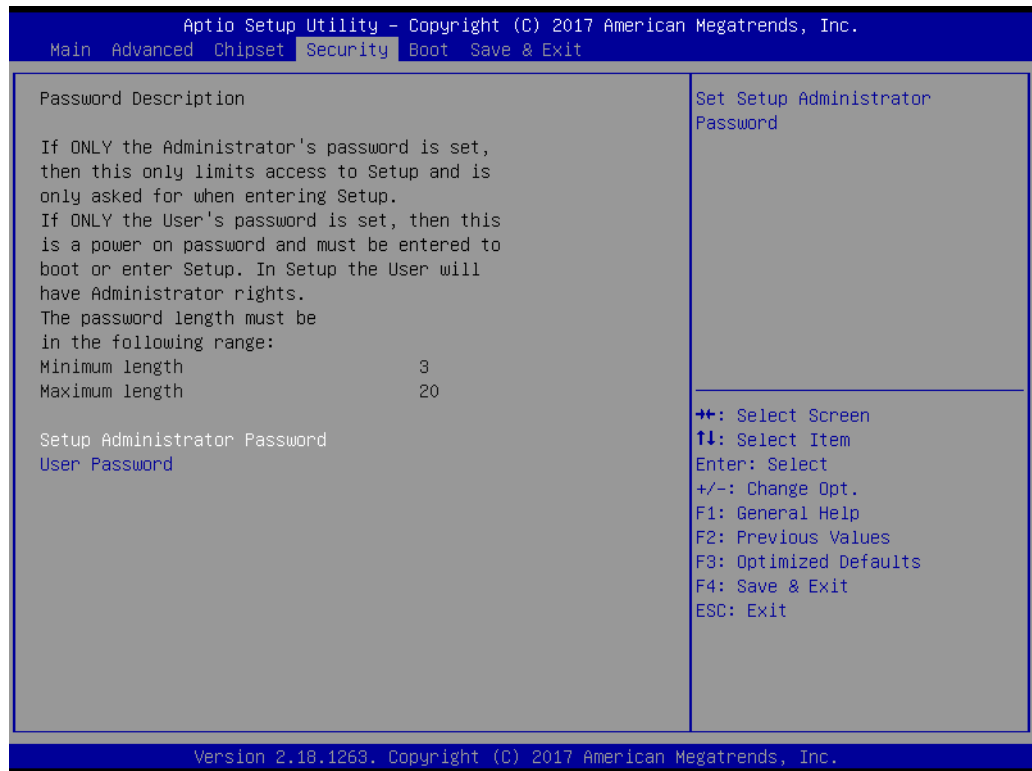 Aptio Setup Utility – Copyright (C) 2017 American Megatrends, Inc.
Main Advanced Chipset Security Boot Save & Exit
Password Description
If ONLY the Administrator's password is set,
then this only limits access to Setup and is
only asked for when entering Setup.
If ONLY the User's password is set, then this
is a power on password and must be entered to
boot or enter Setup. In Setup the User will
have Administrator rights.
The password length must be
in the following range:
Minimum length 3
Maximum length 20
Setup Administrator Password
User Password
Set Setup Administrator
Password
→←: Select Screen
↑↓: Select Item
Enter: Select
+/-: Change Opt.
F1: General Help
F2: Previous Values
F3: Optimized Defaults
F4: Save & Exit
ESC: Exit
Version 2.18.1263. Copyright (C) 2017 American Megatrends, Inc.